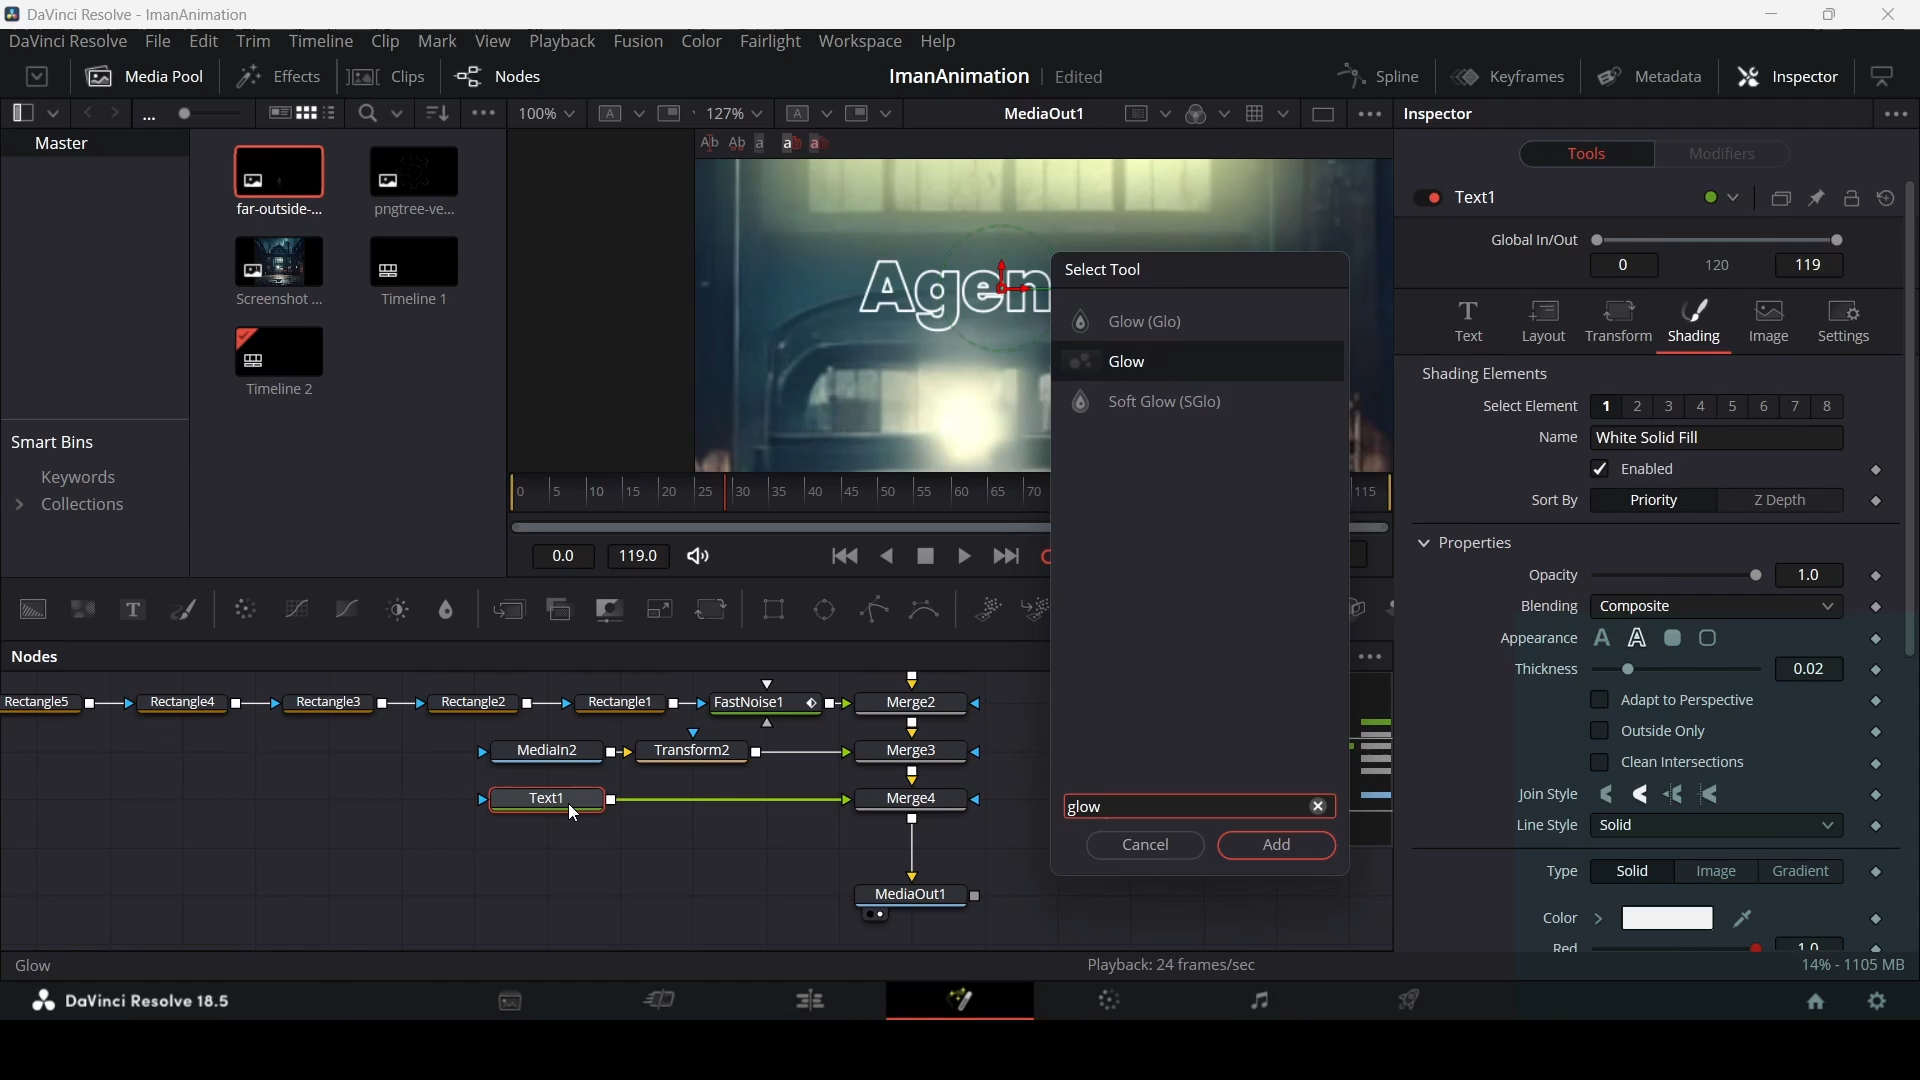 DaVinci Resolve - ImanAnimation
DaVinci Resolve File Edit Trim Timeline Clip Mark View Playback Fusion Color Fairlight Workspace Help
Media Pool Effects Clips Nodes ImanAnimation Edited Spline Keyframes Metadata Inspector
... 100% A 127% A MediaOut1 Inspector
Master
Tools Modifiers
far-outside-... pngtree-ve...
Screenshot ... Timeline 1
Timeline 2
Smart Bins
Keywords
Collections
Agen
0 5 10 15 20 25 30 35 40 45 50 55 60 65 70 115
0.0 119.0
Select Tool
Glow (Glo)
Glow
Soft Glow (SGlo)
glow
Cancel Add
Text1
Global In/Out
0 120 119
Text Layout Transform Shading Image Settings
Shading Elements
Select Element 1 2 3 4 5 6 7 8
Name White Solid Fill
Enabled
Sort By Priority Z Depth
Properties
Opacity 1.0
Blending Composite
Appearance
Thickness 0.02
Adapt to Perspective
Outside Only
Clean Intersections
Join Style
Line Style Solid
Type Solid Image Gradient
Color
Red 1.0
Nodes
Rectangle5 Rectangle4 Rectangle3 Rectangle2 Rectangle1 FastNoise1 Merge2
MediaIn2 Transform2 Merge3
Text1 Merge4
MediaOut1
Glow Playback: 24 frames/sec 14% - 1105 MB
DaVinci Resolve 18.5